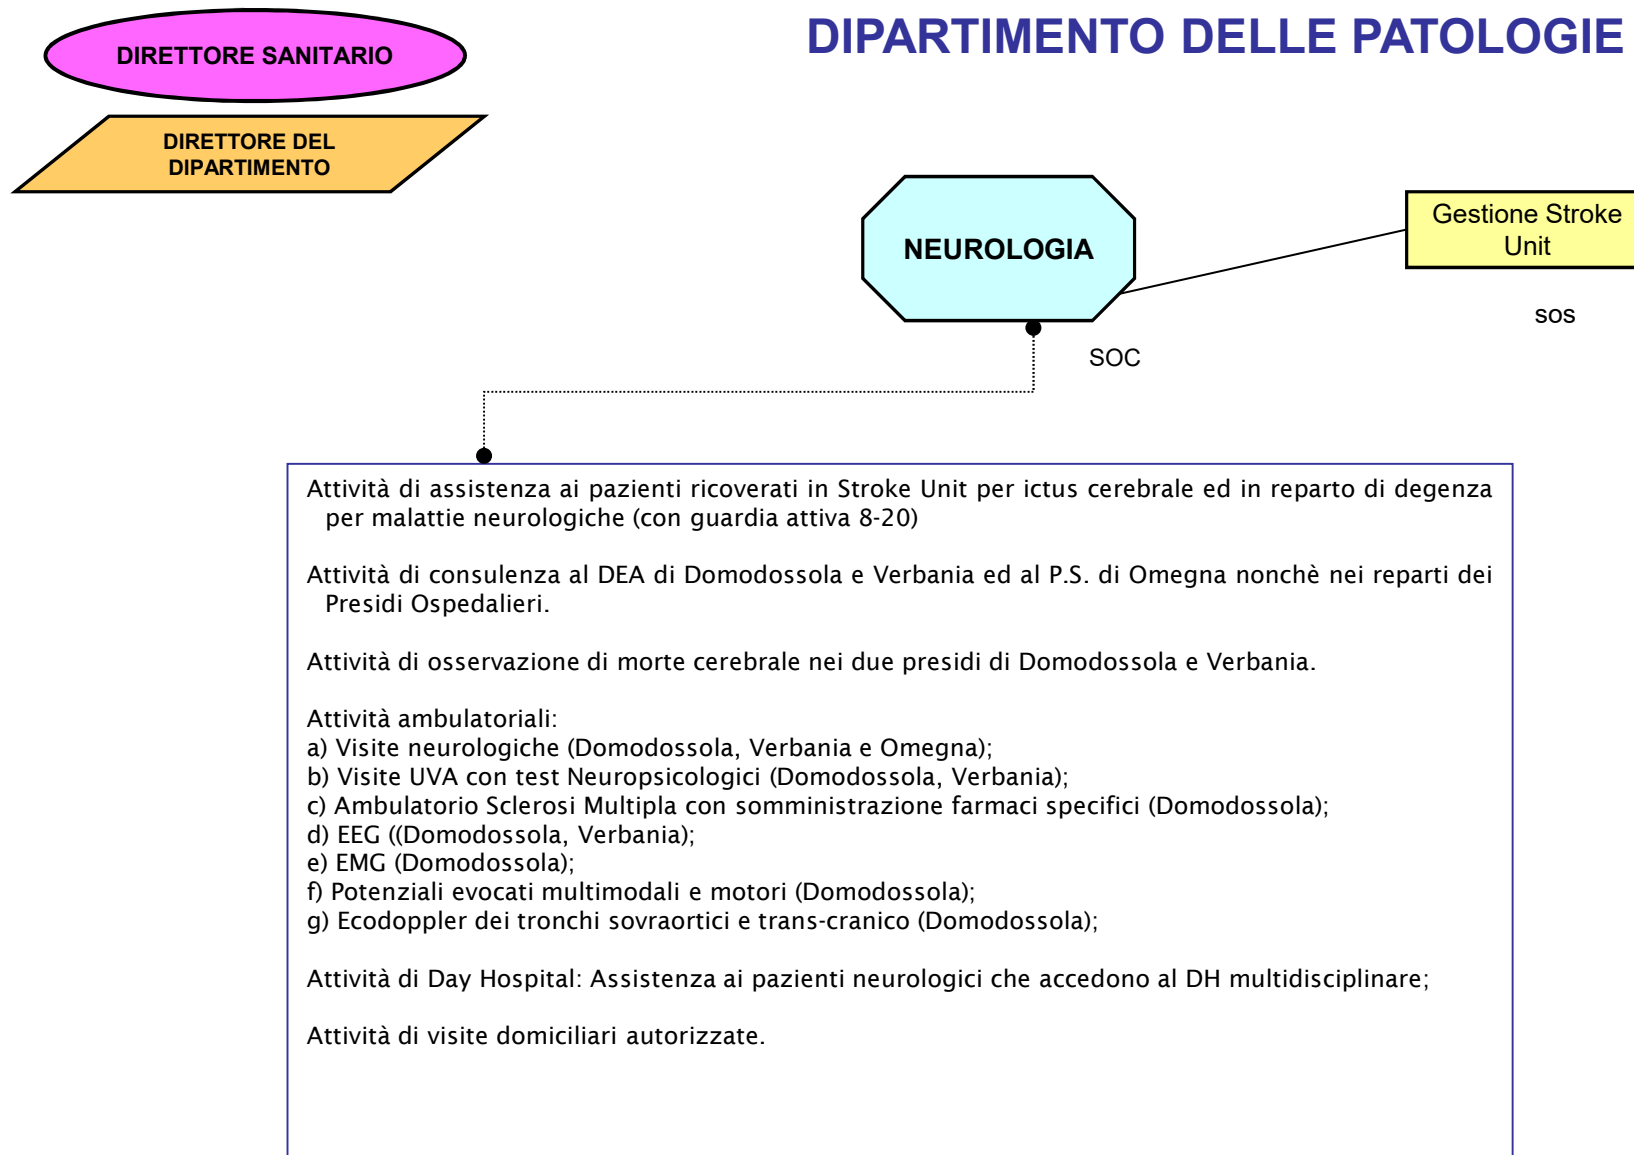 DIPARTIMENTO DELLE PATOLOGIE
DIRETTORE SANITARIO
DIRETTORE DEL
DIPARTIMENTO
NEUROLOGIA
Gestione Stroke
Unit
sos
SOC
Attività di assistenza ai pazienti ricoverati in Stroke Unit per ictus cerebrale ed in reparto di degenza
per malattie neurologiche (con guardia attiva 8-20)
Attività di consulenza al DEA di Domodossola e Verbania ed al P.S. di Omegna nonchè nei reparti dei
Presidi Ospedalieri.
Attività di osservazione di morte cerebrale nei due presidi di Domodossola e Verbania.
Attività ambulatoriali:
a) Visite neurologiche (Domodossola, Verbania e Omegna);
b) Visite UVA con test Neuropsicologici (Domodossola, Verbania);
c) Ambulatorio Sclerosi Multipla con somministrazione farmaci specifici (Domodossola);
d) EEG ((Domodossola, Verbania);
e) EMG (Domodossola);
f) Potenziali evocati multimodali e motori (Domodossola);
g) Ecodoppler dei tronchi sovraortici e trans-cranico (Domodossola);
Attività di Day Hospital: Assistenza ai pazienti neurologici che accedono al DH multidisciplinare;
Attività di visite domiciliari autorizzate.